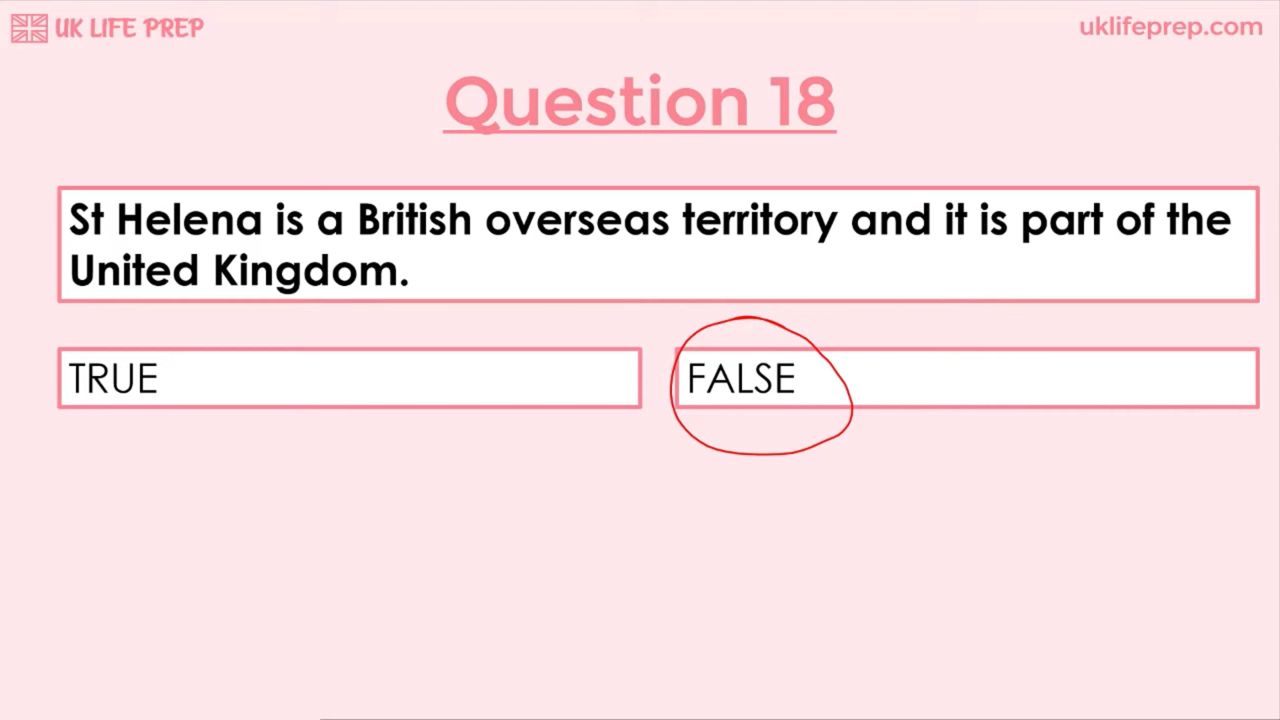 UK LIFE PREP
uklifeprep.com
Question 18
St Helena is a British overseas territory and it is part of the
United Kingdom.
TRUE
FALSE